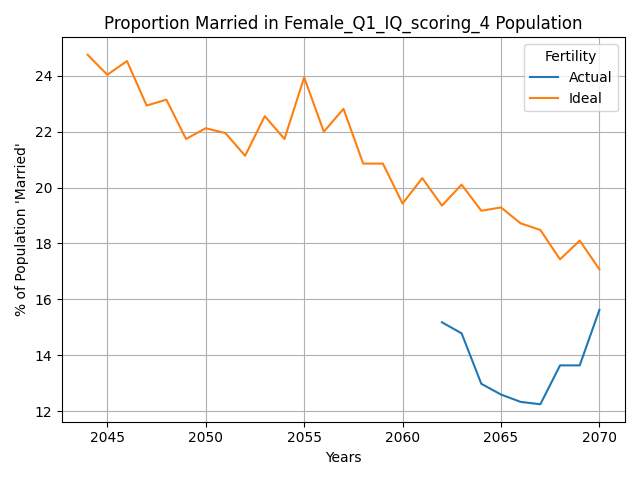 Proportion Married in Female_Q1_IQ_scoring_4 Population
% of Population 'Married'
24
22
20
18
16
14
12
Fertility
Actual
Ideal
2045 2050 2055 2060 2065 2070
Years